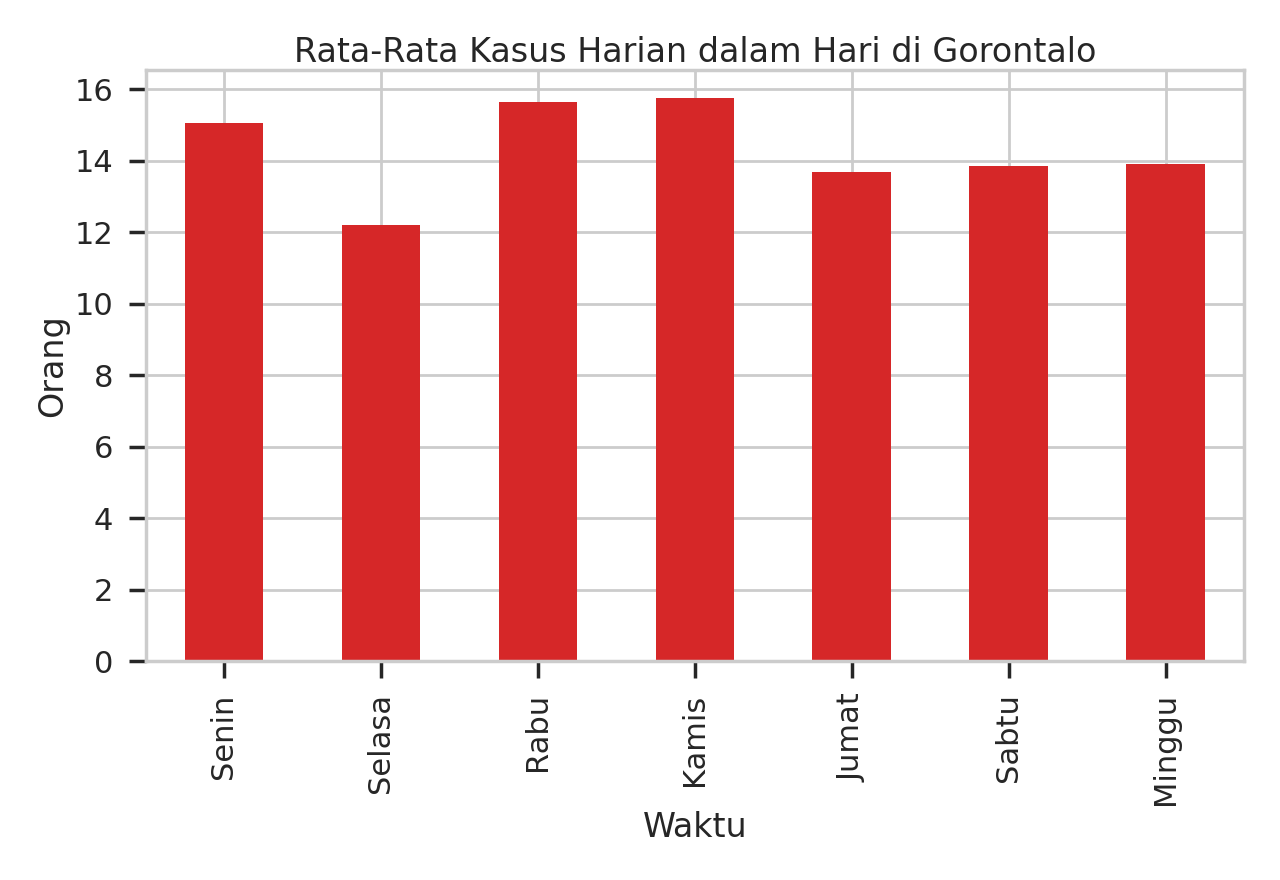 Rata-Rata Kasus Harian dalam Hari di Gorontalo
16
14
12
10
8
6
4
2
0
Orang
Senin
Selasa
Rabu
Kamis
Jumat
Sabtu
Minggu
Waktu